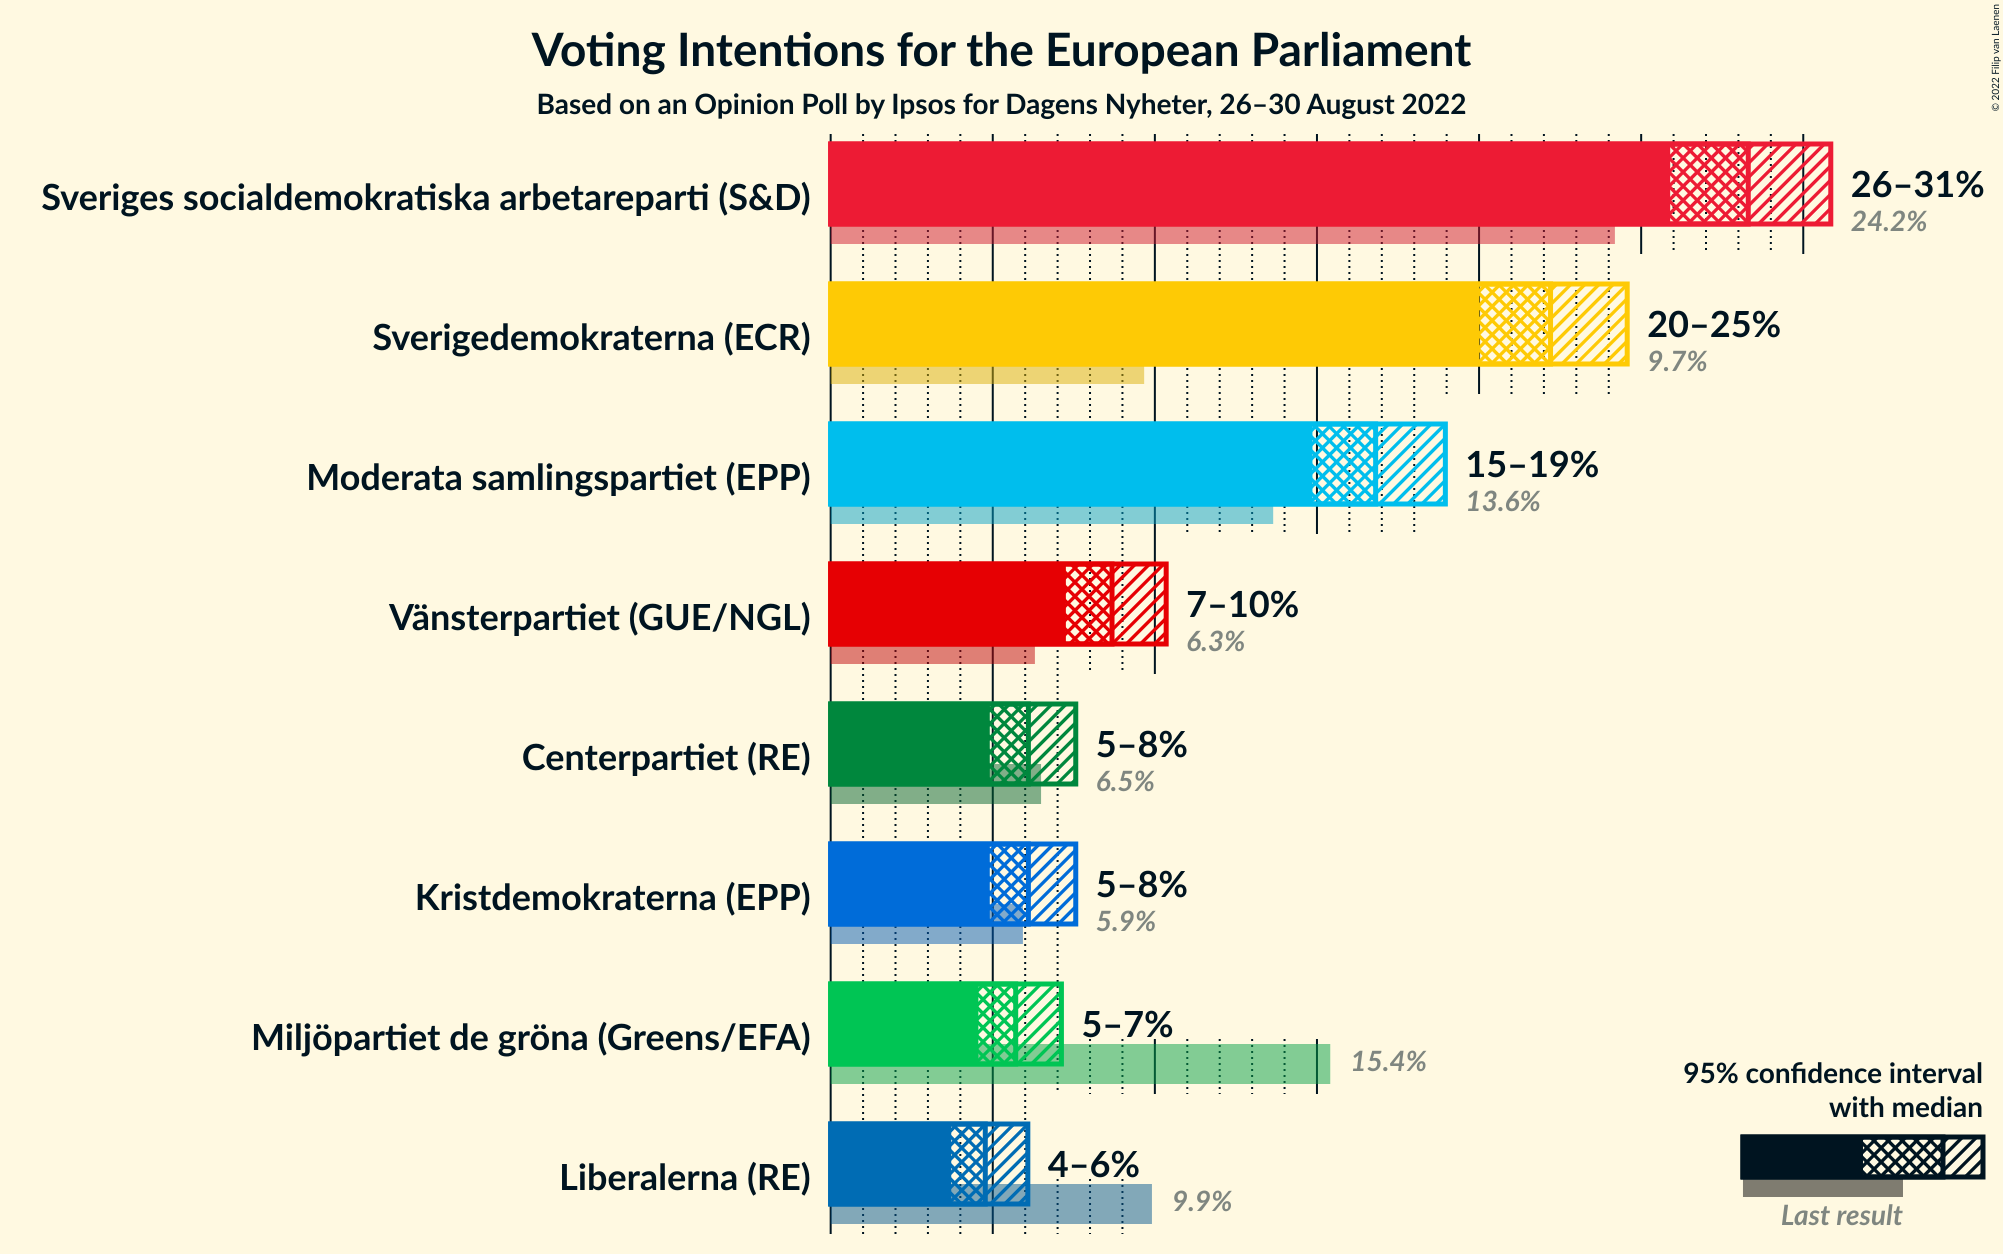 Voting Intentions for the European Parliament
Based on an Opinion Poll by Ipsos for Dagens Nyheter, 26–30 August 2022
© 2022 Filip van Laenen
Sveriges socialdemokratiska arbetareparti (S&D)
26–31%
24.2%
Sverigedemokraterna (ECR)
20–25%
9.7%
Moderata samlingspartiet (EPP)
15–19%
13.6%
Vänsterpartiet (GUE/NGL)
7–10%
6.3%
Centerpartiet (RE)
5–8%
6.5%
Kristdemokraterna (EPP)
5–8%
5.9%
Miljöpartiet de gröna (Greens/EFA)
5–7%
15.4%
Liberalerna (RE)
4–6%
9.9%
95% confidence interval
with median
Last result